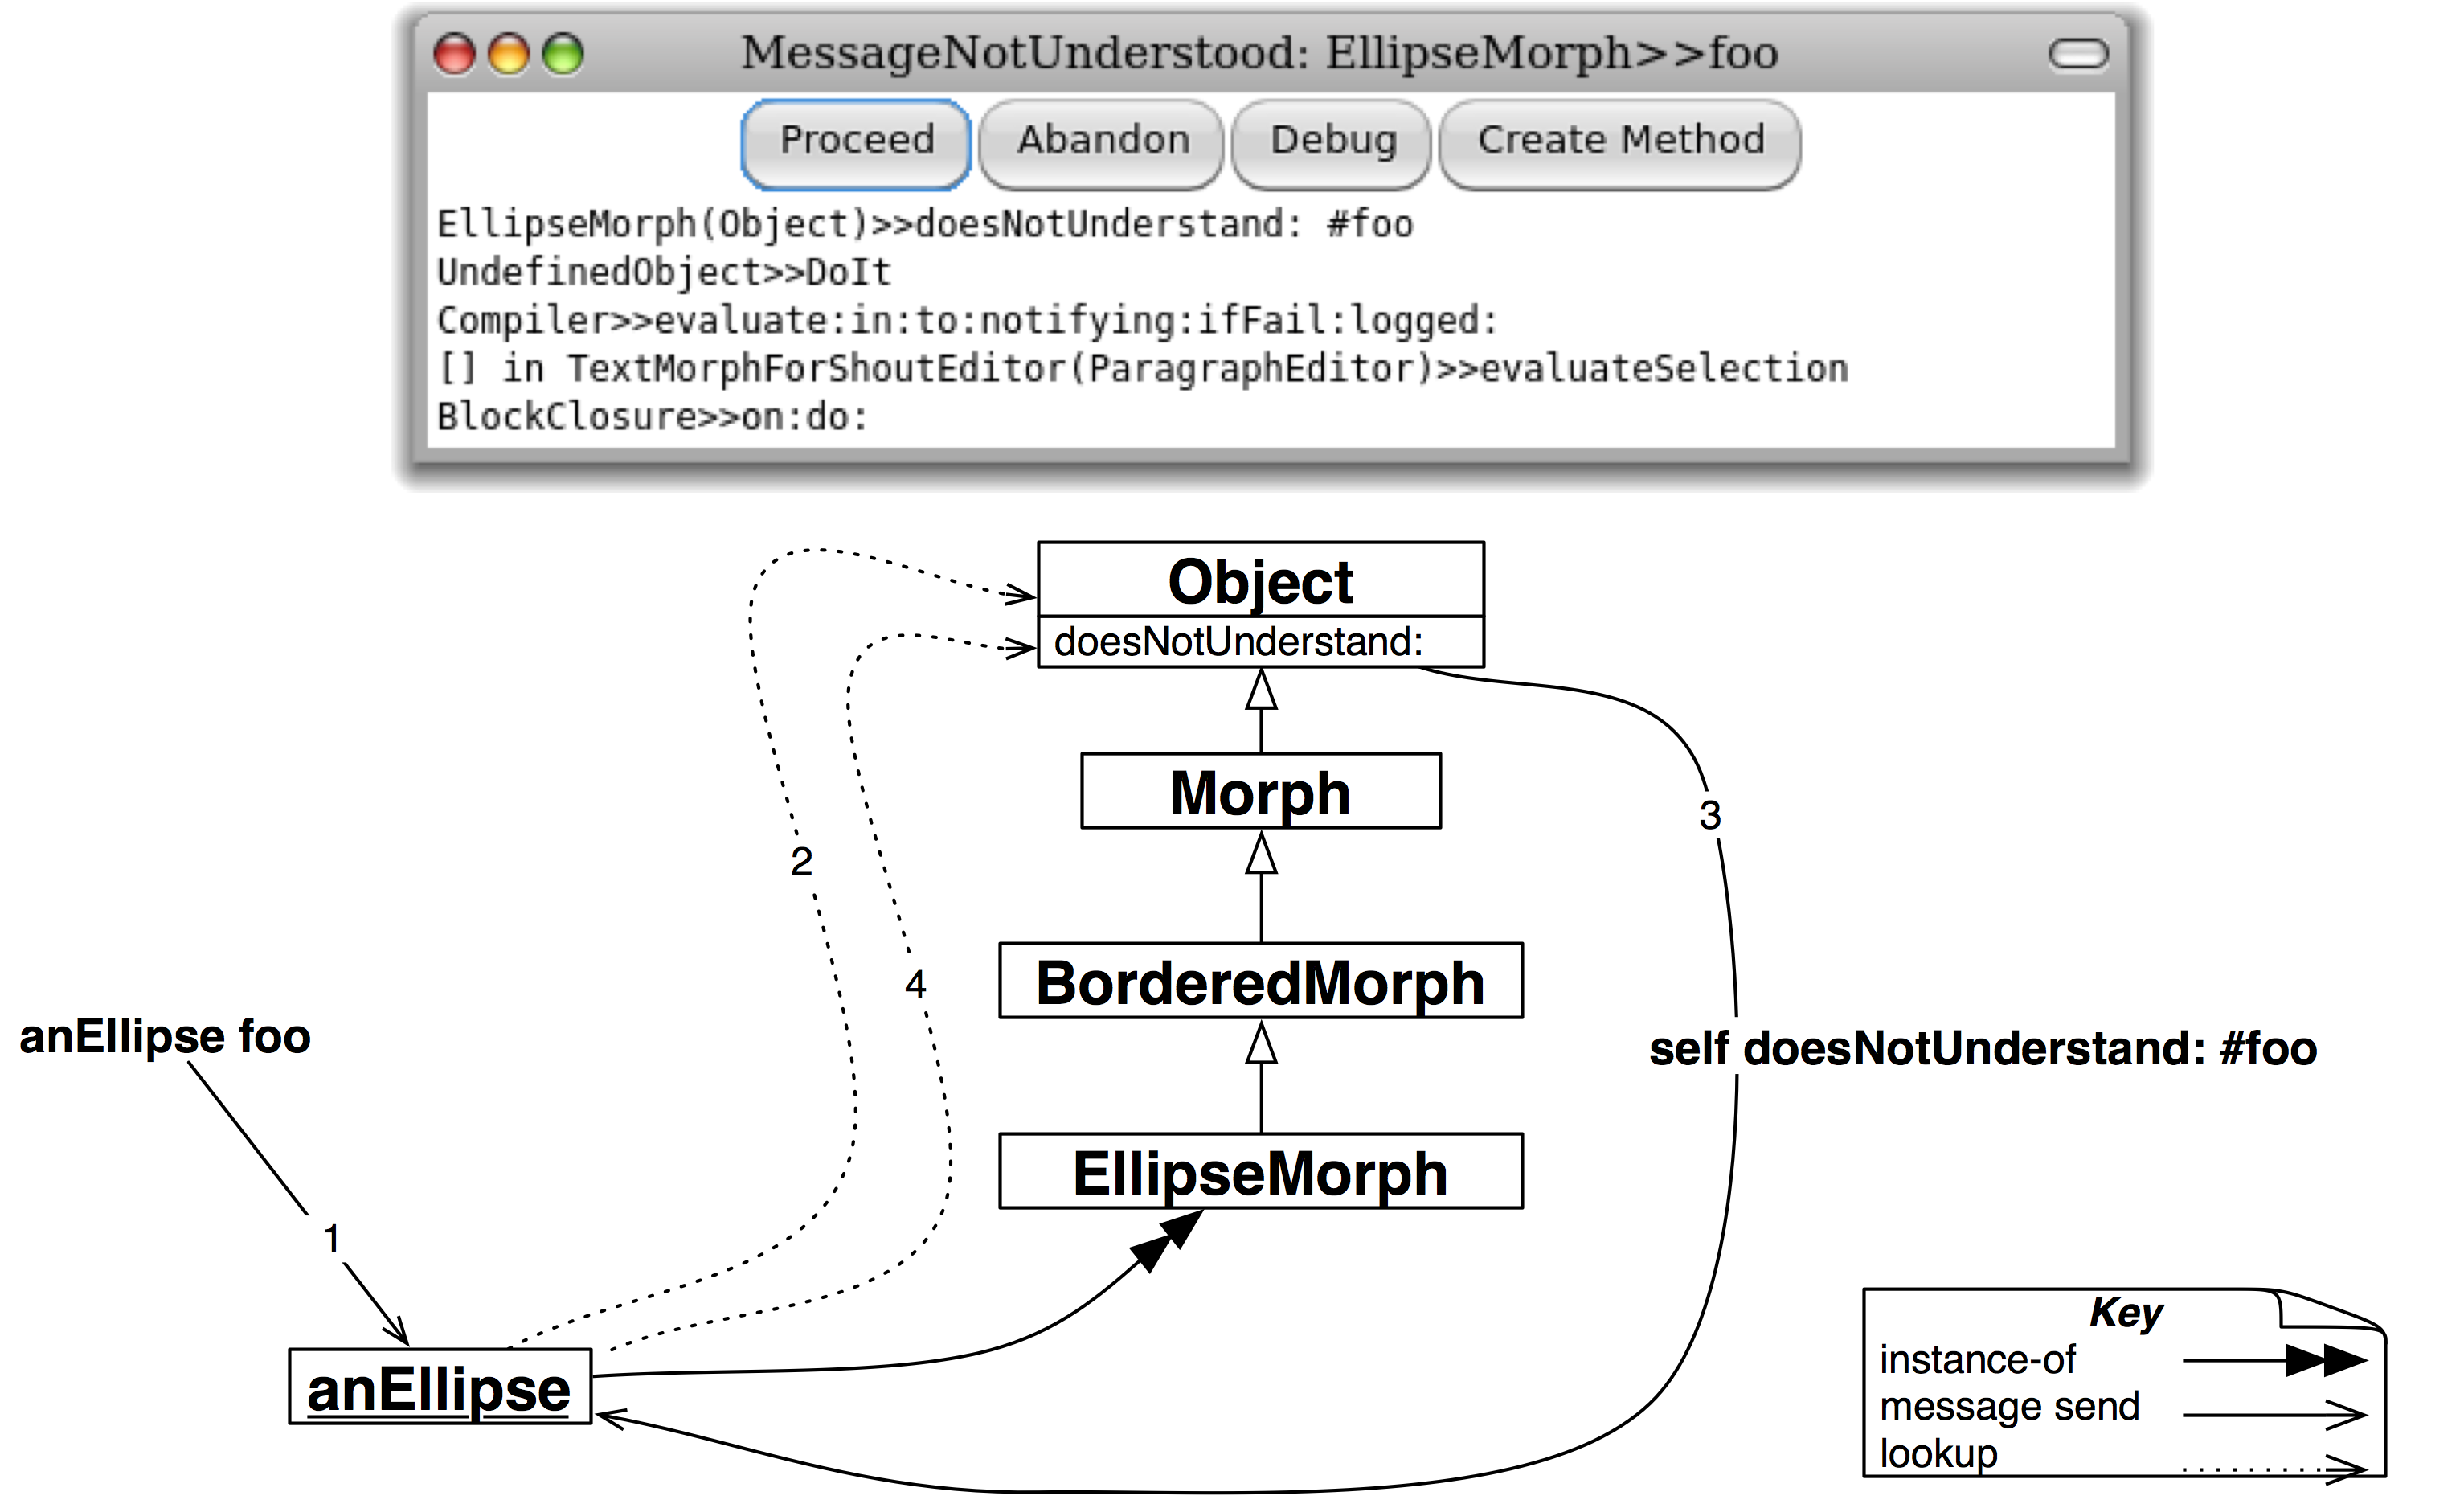 MessageNotUnderstood: EllipseMorph>>foo
Proceed Abandon Debug Create Method
EllipseMorph(Object)>>doesNotUnderstand: #foo
UndefinedObject>>DoIt
Compiler>>evaluate:in:to:notifying:ifFail:logged:
[] in TextMorphForShoutEditor(ParagraphEditor)>>evaluateSelection
BlockClosure>>on:do:
Object
doesNotUnderstand:
Morph
3
2
BorderedMorph
4
anEllipse foo
self doesNotUnderstand: #foo
EllipseMorph
1
anEllipse
Key
instance-of
message send
lookup